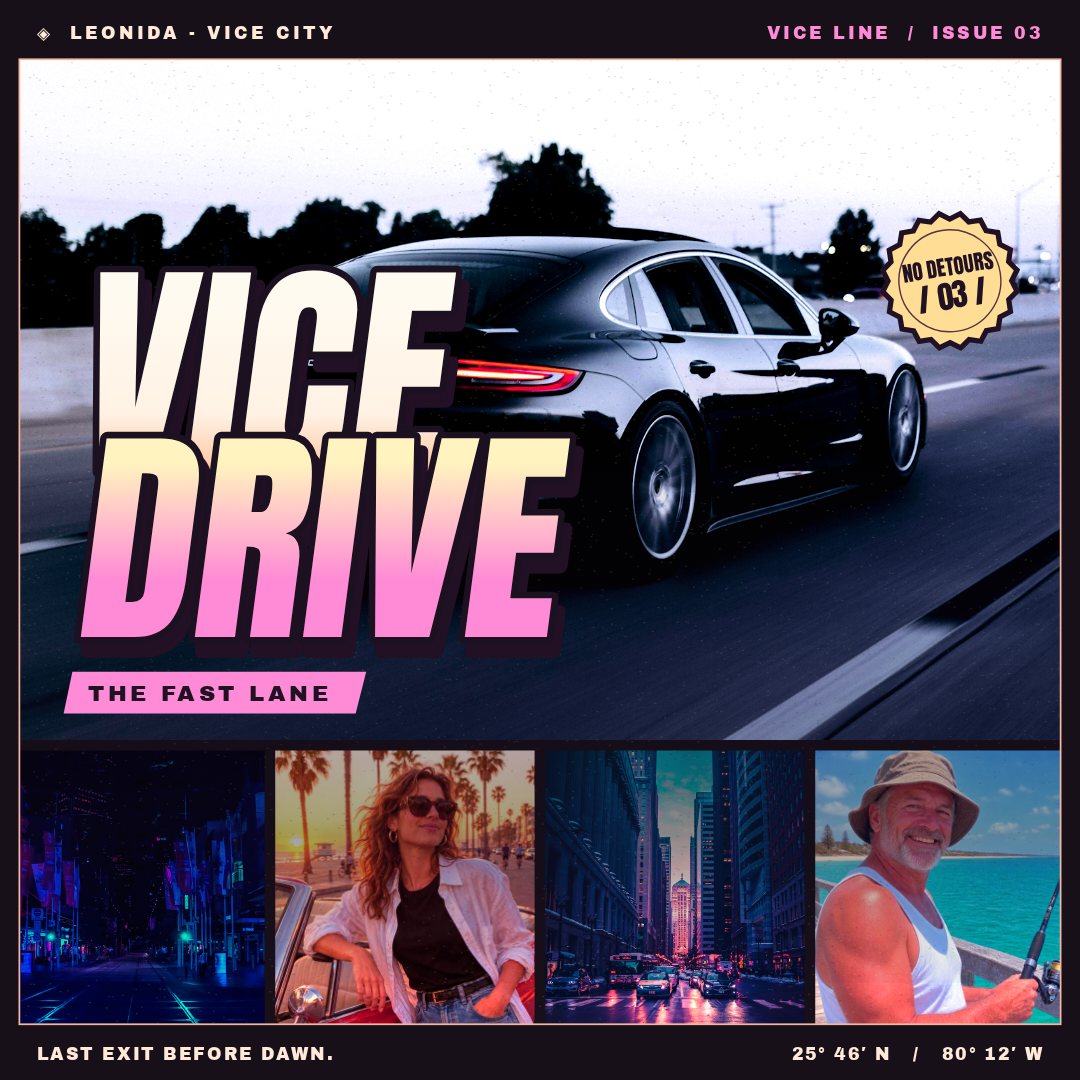 ◈ LEONIDA - VICE CITY
VICE LINE / ISSUE 03
NO DETOURS
/ 03 /
VICE
DRIVE
THE FAST LANE
LAST EXIT BEFORE DAWN.
25° 46′ N / 80° 12′ W